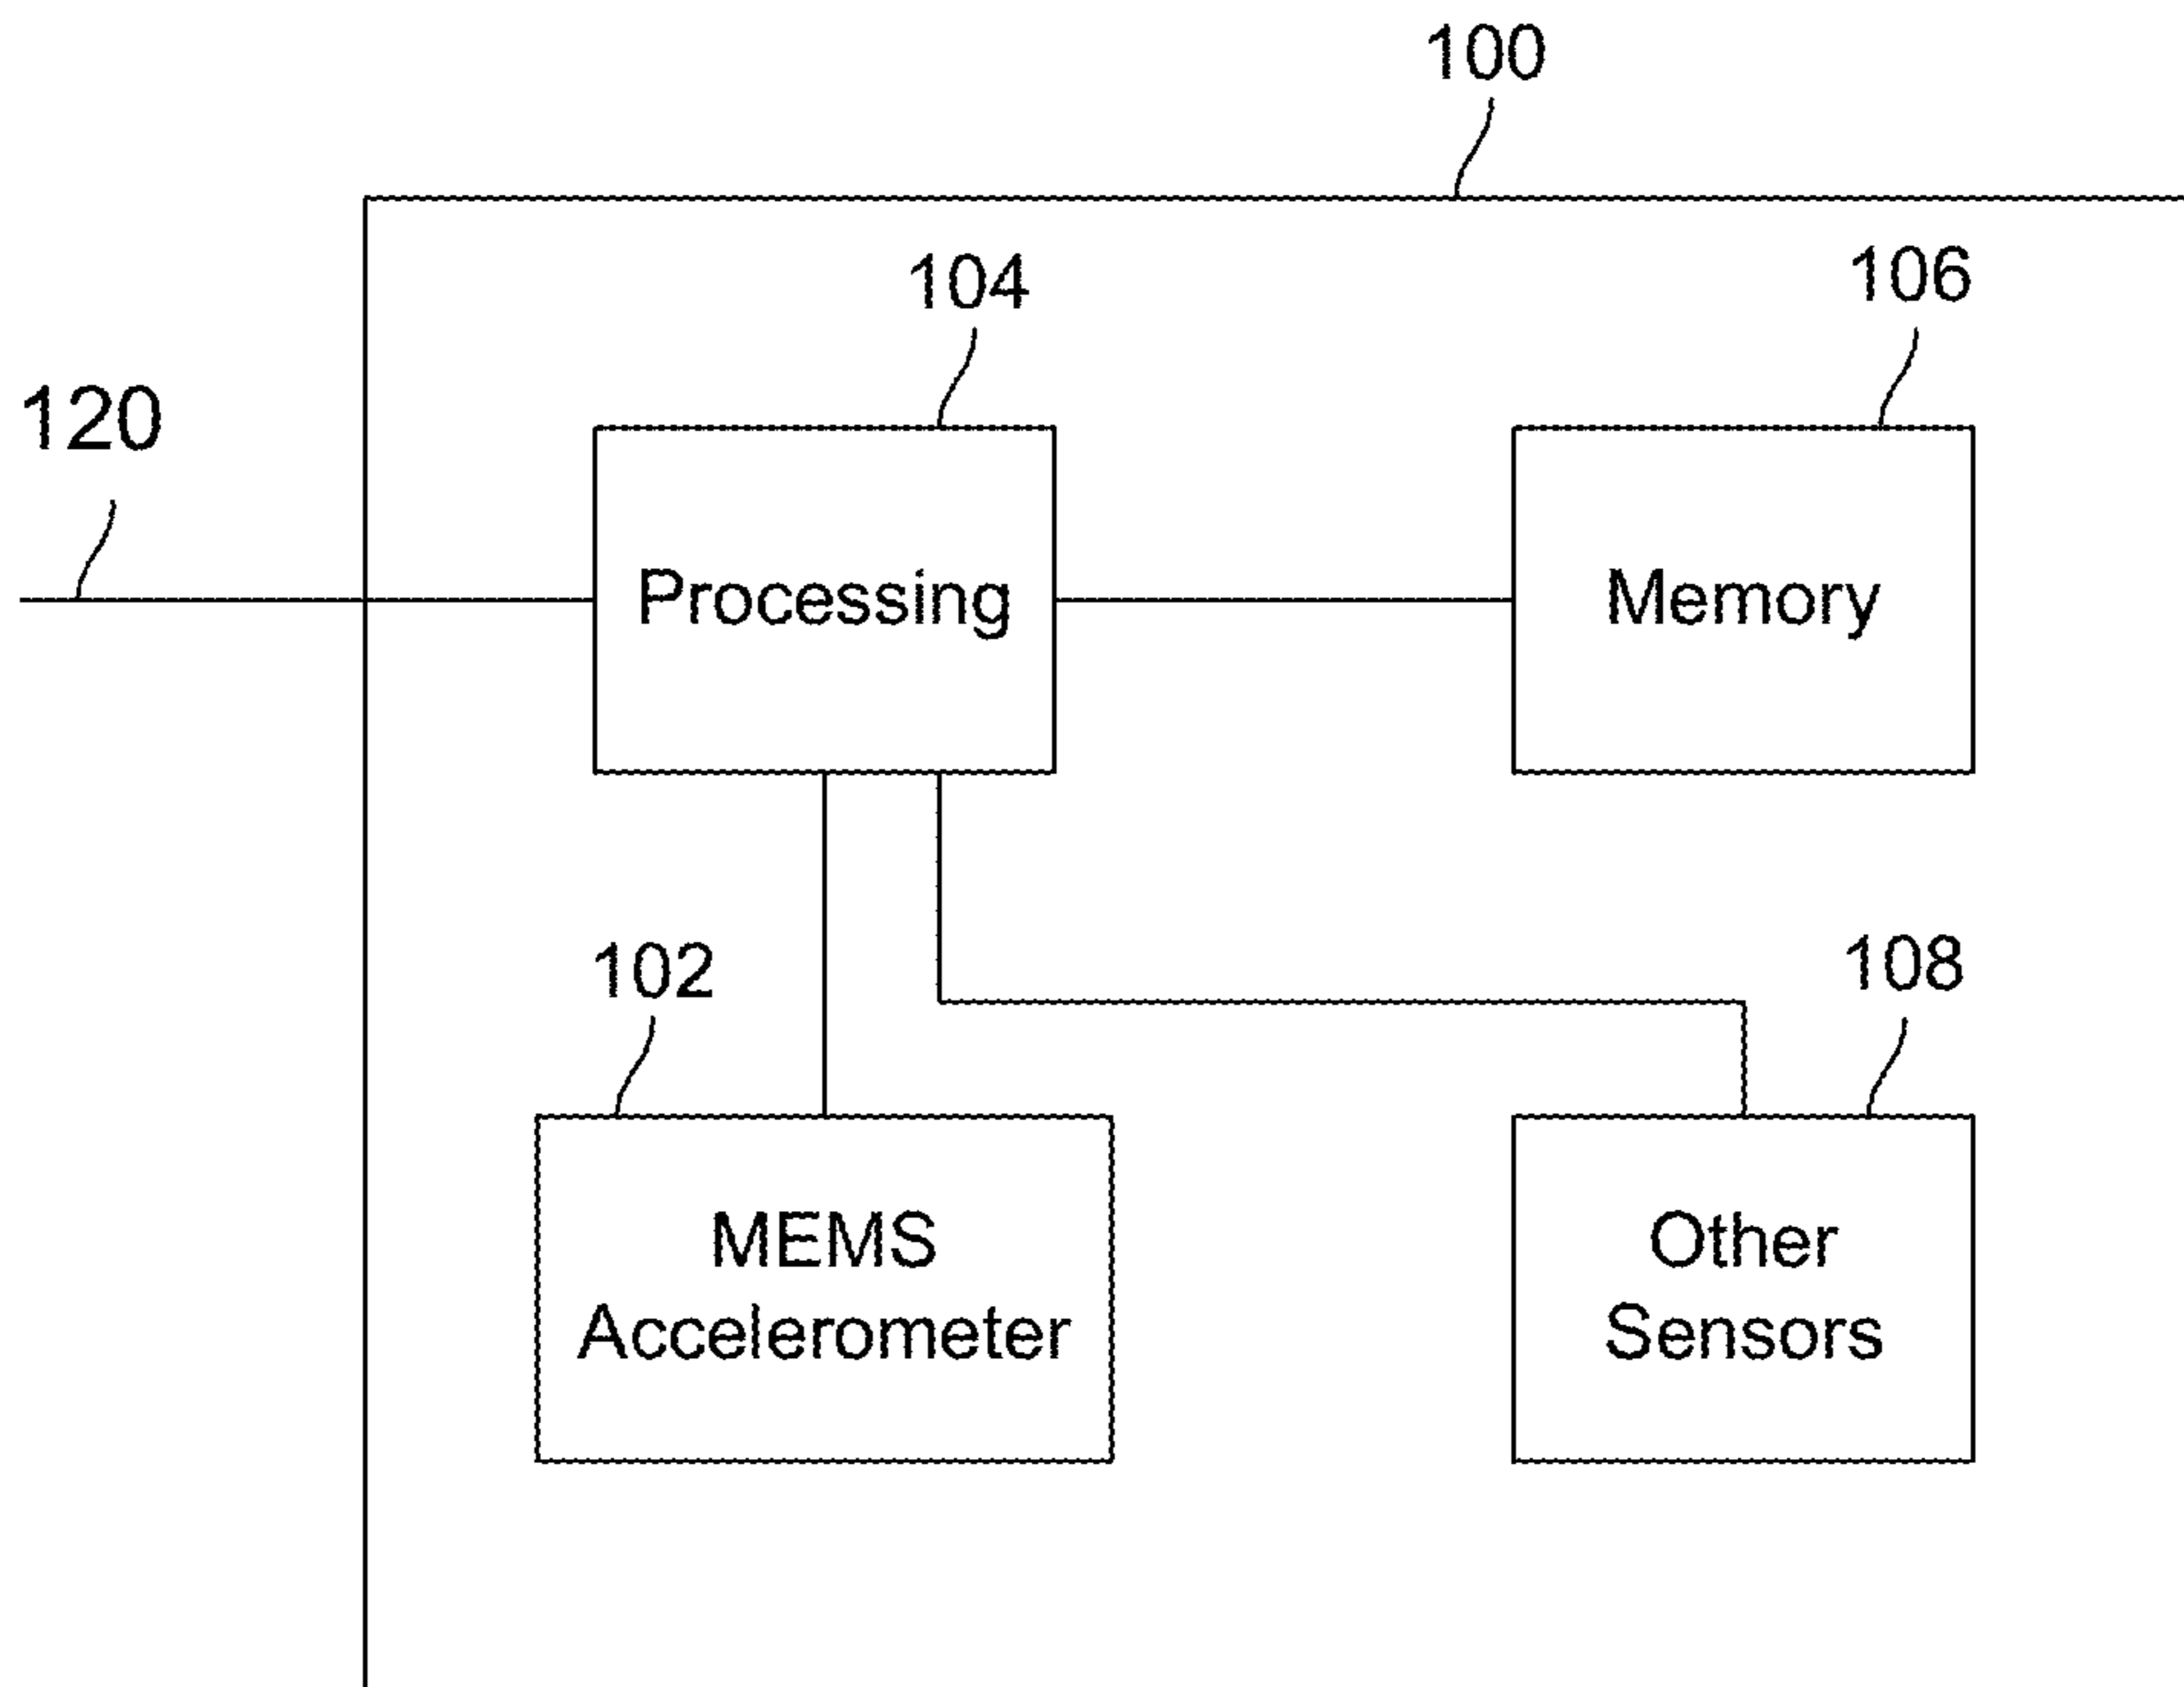 100
104
106
120
Processing
Memory
102
108
MEMS
Accelerometer
Other
Sensors